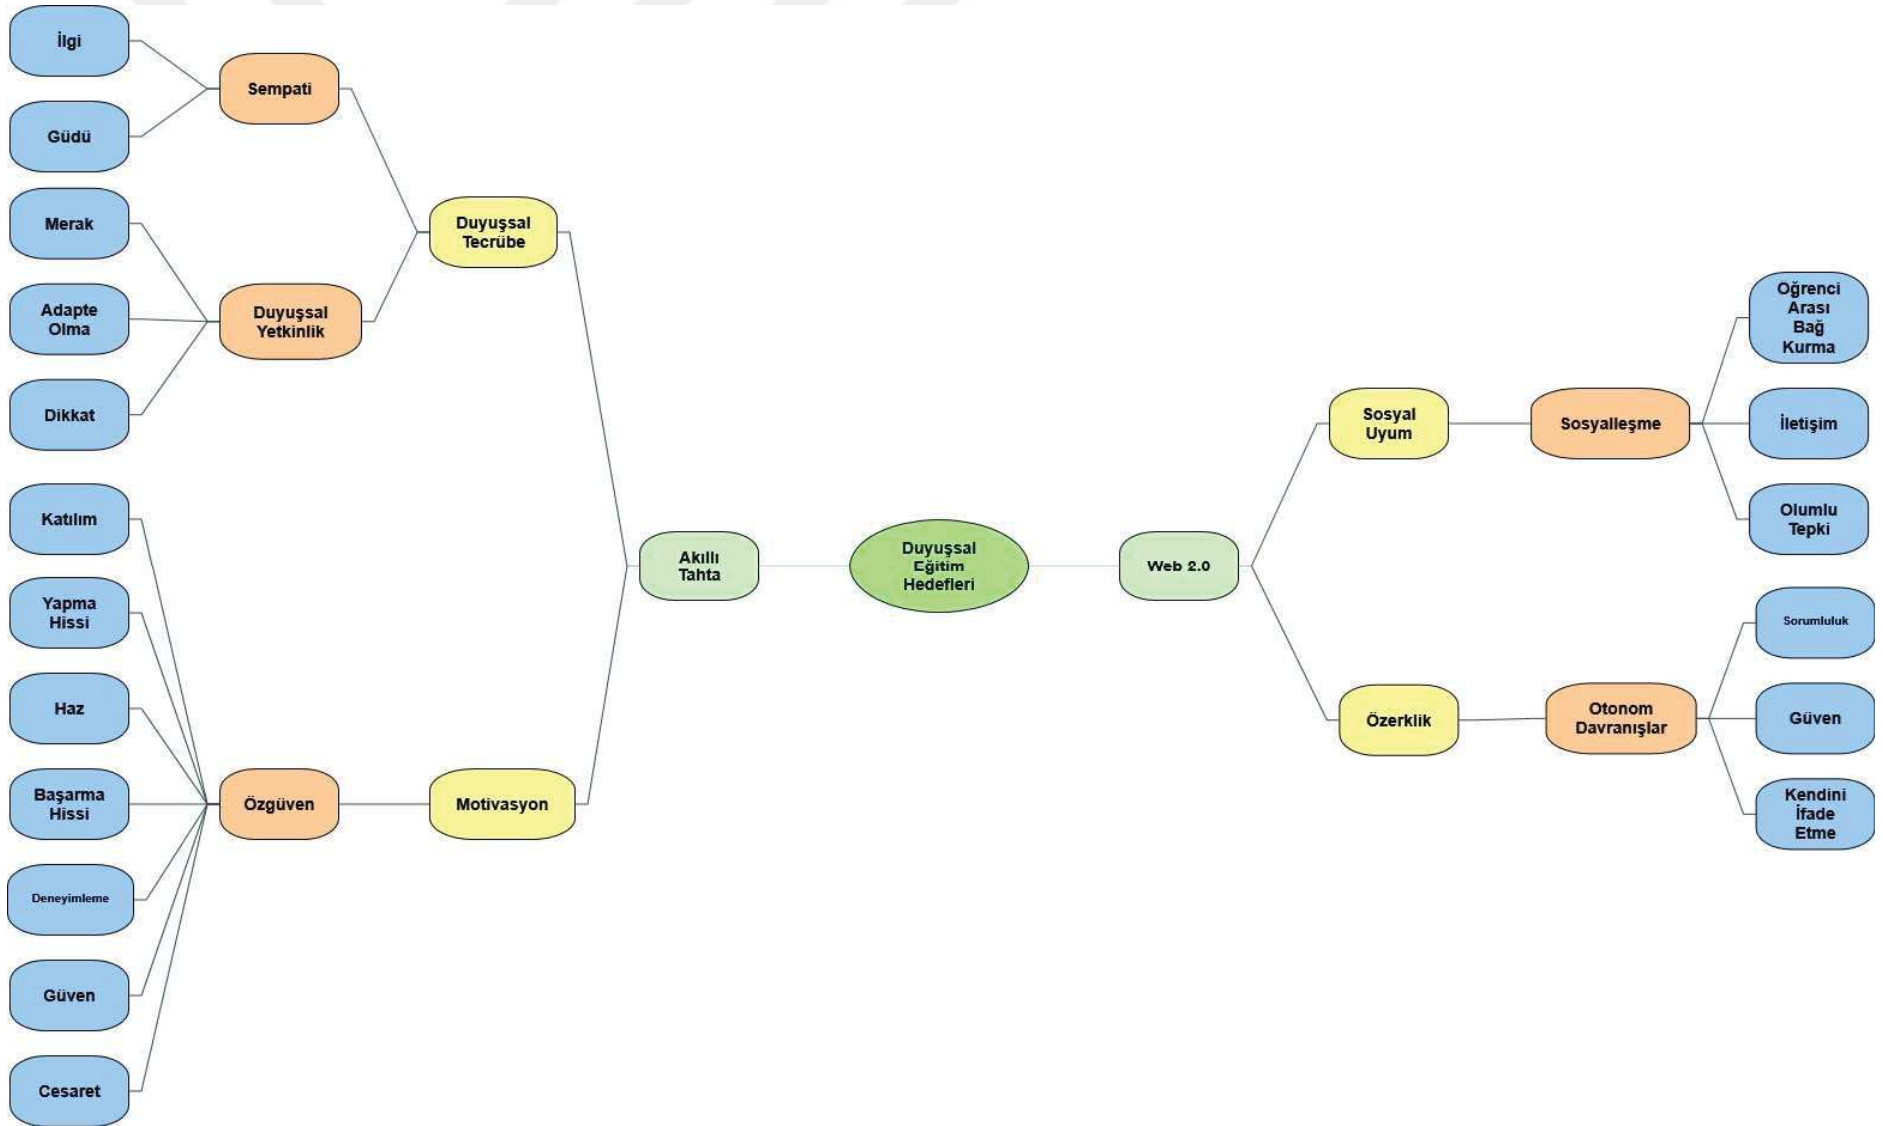 İlgi
Güdü
Merak
Adapte
Olma
Dikkat
Katılım
Yapma
Hissi
Haz
Başarma
Hissi
Deneyimleme
Güven
Cesaret
Sempati
Duyuşsal
Yetkinlik
Özgüven
Duyuşsal
Tecrübe
Motivasyon
Akıllı
Tahta
Duyuşsal
Eğitim
Hedefleri
Web 2.0
Sosyal
Uyum
Özerklik
Sosyalleşme
Otonom
Davranışlar
Oğrenci
Arası
Bağ
Kurma
İletişim
Olumlu
Tepki
Sorumluluk
Güven
Kendini
İfade
Etme